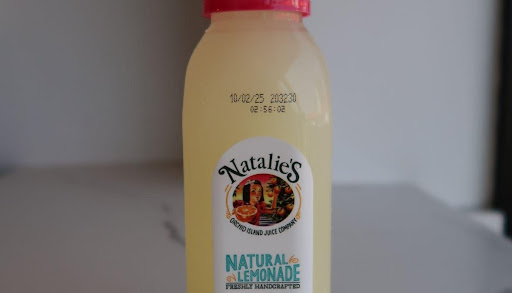 10/02/25 203230
02:56:02
Natalie's
ORCHID ISLAND JUICE COMPANY
NATURAL
LEMONADE
FRESHLY HANDCRAFTED